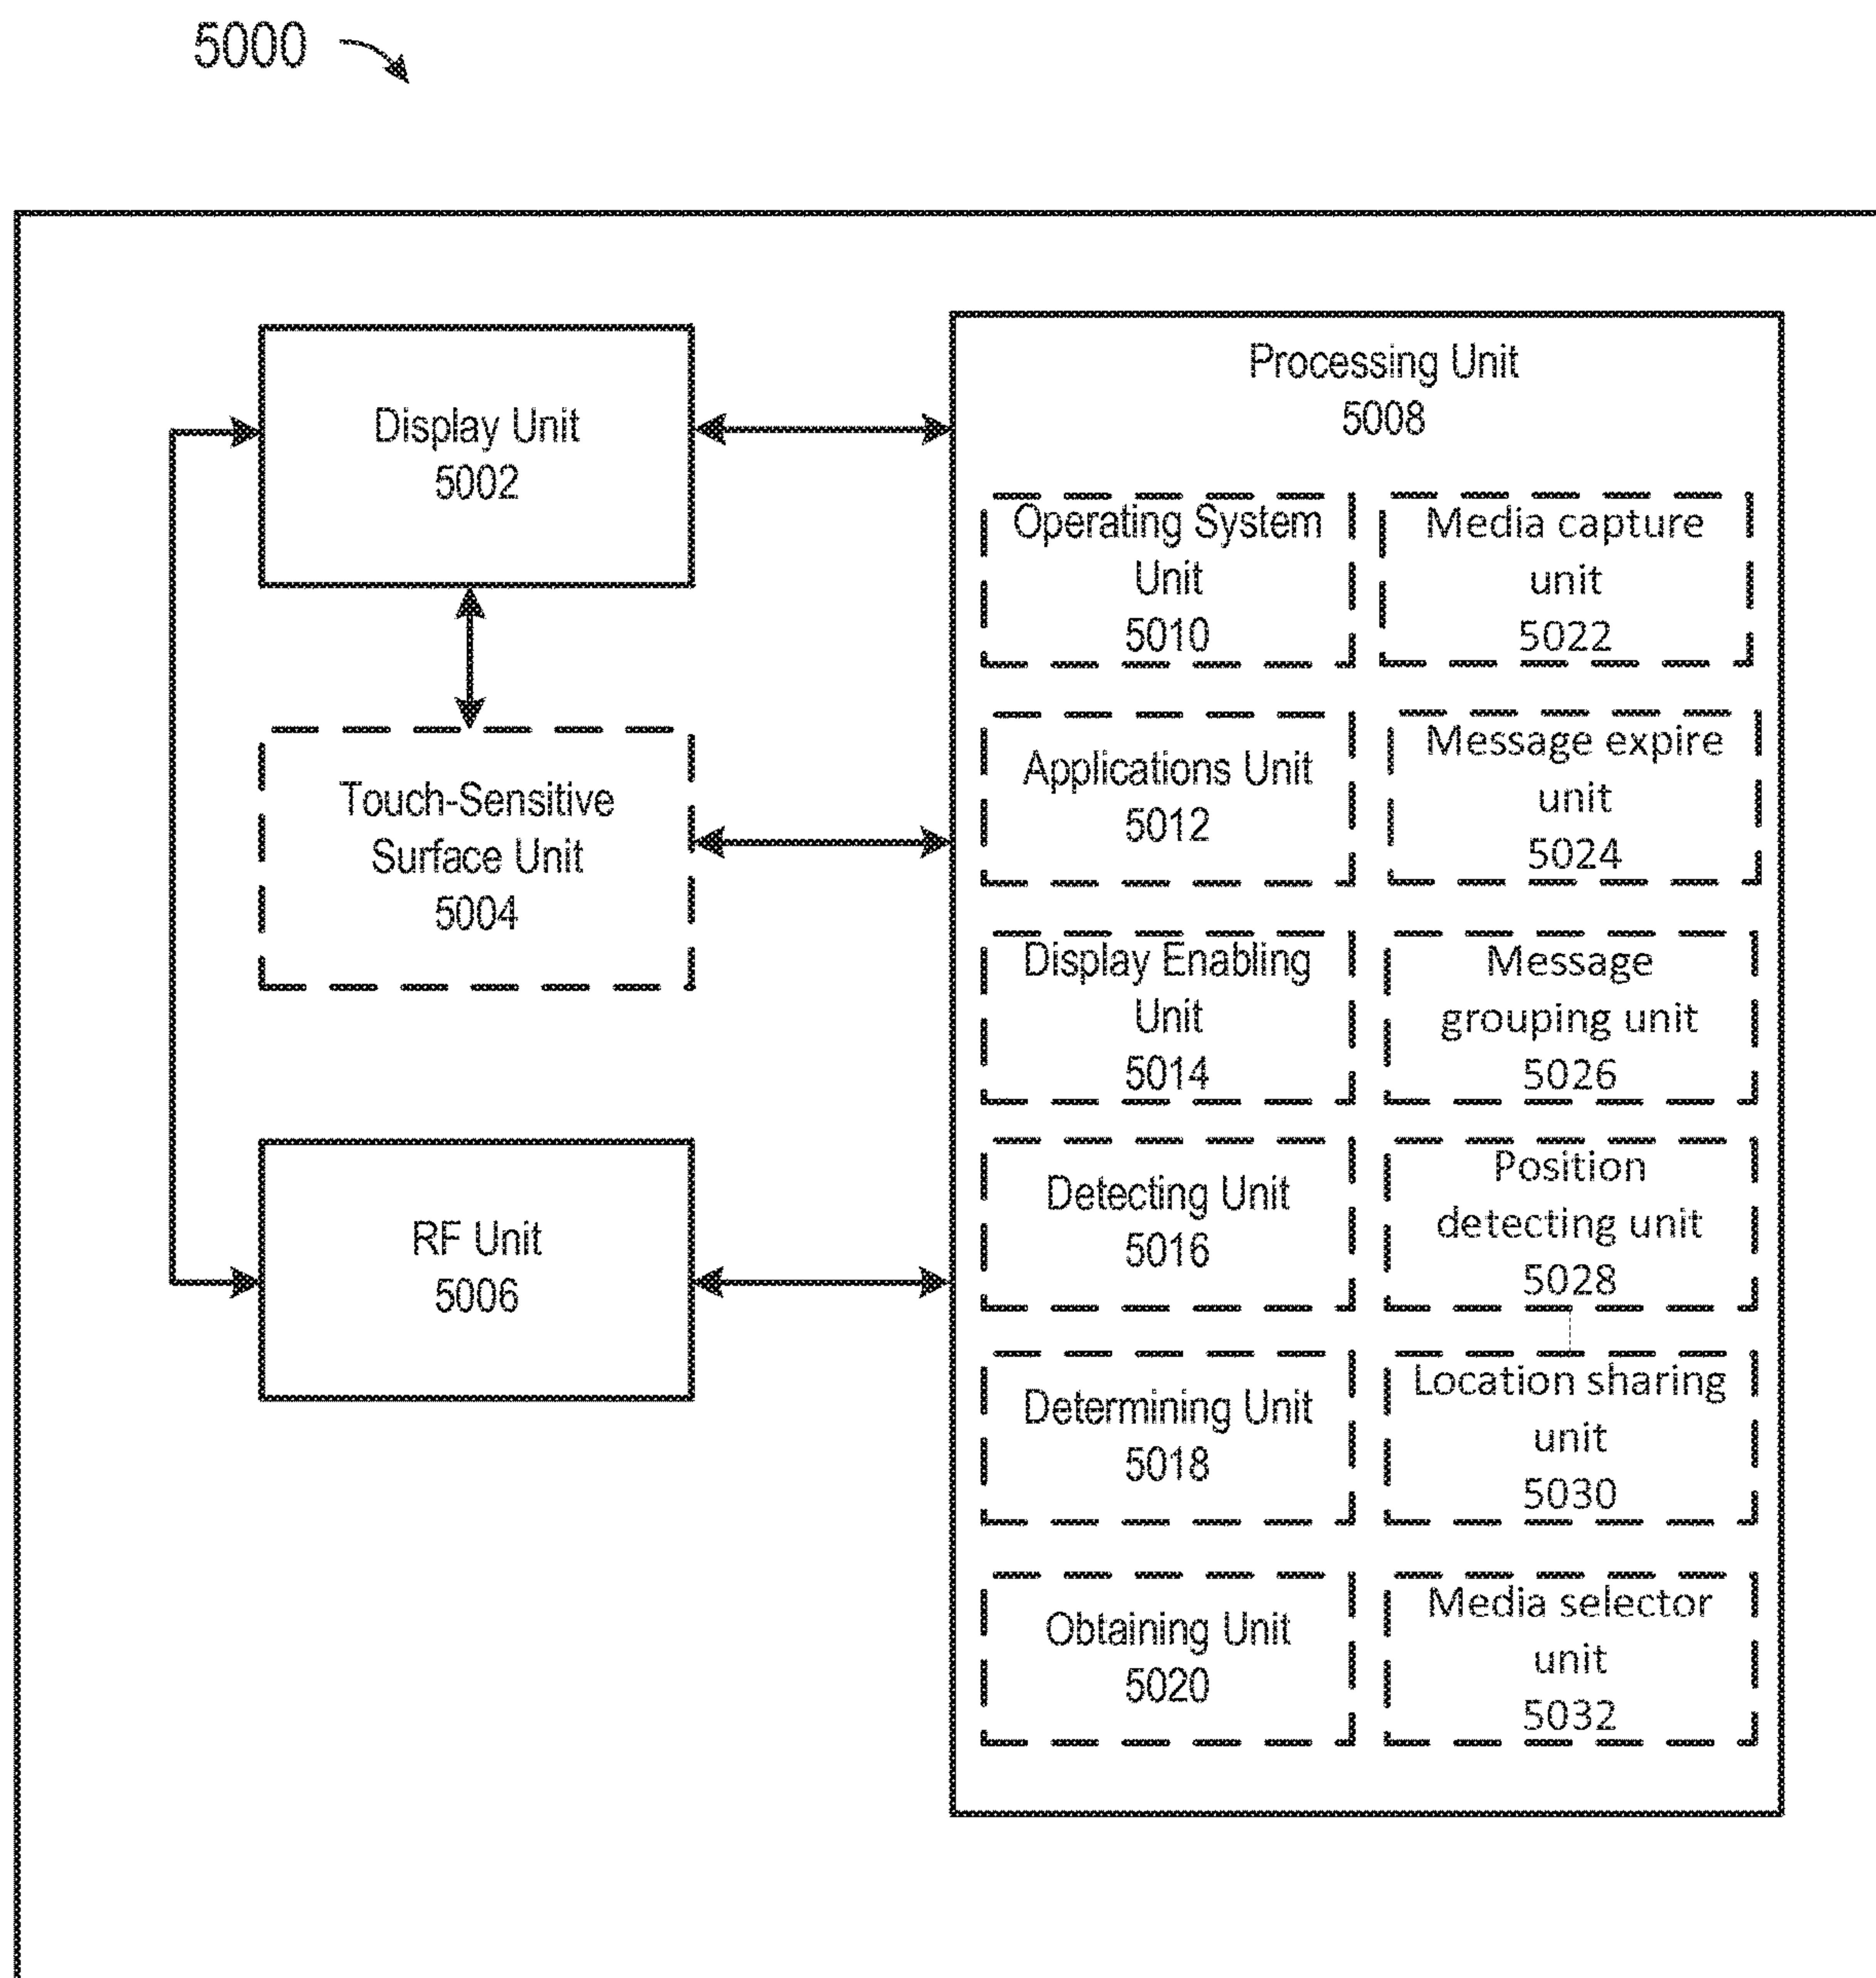 5000
Display Unit
5002
Touch-Sensitive
Surface Unit
5004
RF Unit
5006
Processing Unit
5008
Operating System
Unit
5010
Media capture
unit
5022
Applications Unit
5012
Message expire
unit
5024
Display Enabling
Unit
5014
Message
grouping unit
5026
Detecting Unit
5016
Position
detecting unit
5028
Determining Unit
5018
Location sharing
unit
5030
Obtaining Unit
5020
Media selector
unit
5032